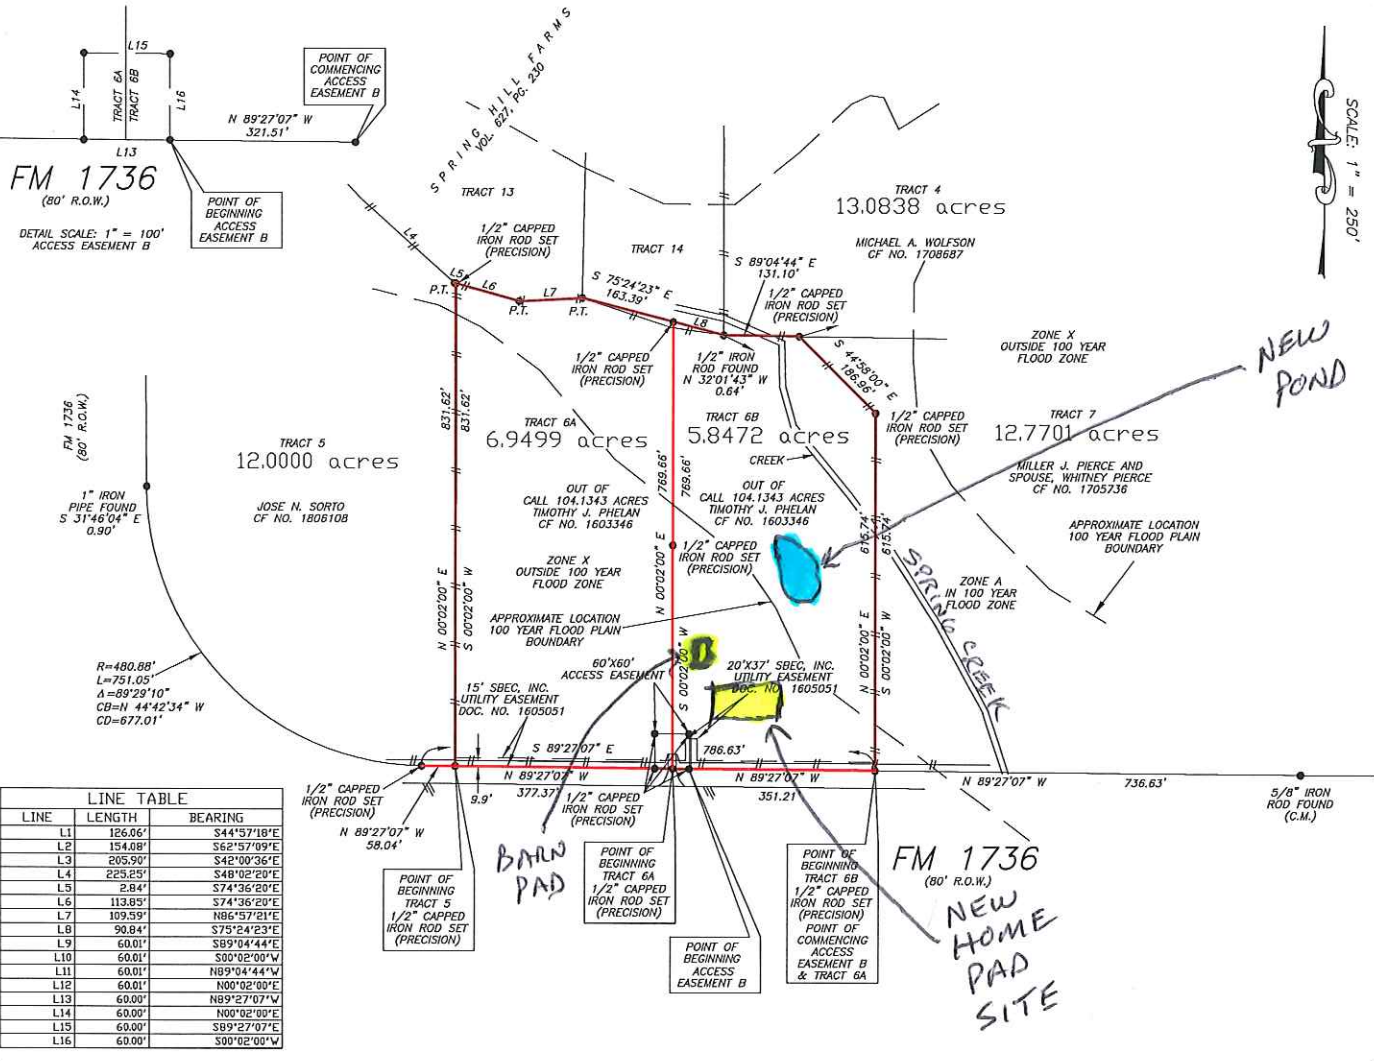 L15
L14
TRACT 6A
TRACT 6B
L16
POINT OF
COMMENCING
ACCESS
EASEMENT B
N 89°27'07" W
321.51'
L13
FM 1736
(80' R.O.W.)
DETAIL SCALE: 1" = 100'
ACCESS EASEMENT B
POINT OF
BEGINNING
ACCESS
EASEMENT B
SPRING HILL FARMS
VOL. 627, PG. 230
TRACT 13
1/2" CAPPED
IRON ROD SET
(PRECISION)
L4
L5
P.T.
L6
P.T.
L7
P.T.
TRACT 14
S 75°24'23" E
163.39'
L8
S 89°04'44" E
131.10'
1/2" CAPPED
IRON ROD SET
(PRECISION)
TRACT 4
13.0838 acres
MICHAEL A. WOLFSON
CF NO. 1708687
SCALE: 1" = 250'
ZONE X
OUTSIDE 100 YEAR
FLOOD ZONE
NEW
POND
1/2" CAPPED
IRON ROD SET
(PRECISION)
1/2" IRON
ROD FOUND
N 32°01'43" W
0.64'
S 44°58'00" E
186.96'
1/2" CAPPED
IRON ROD SET
(PRECISION)
FM 1736
(80' R.O.W.)
831.62'
831.62'
TRACT 5
12.0000 acres
JOSE N. SORTO
CF NO. 1806108
TRACT 6A
6.9499 acres
OUT OF
CALL 104.1343 ACRES
TIMOTHY J. PHELAN
CF NO. 1603346
TRACT 6B
5.8472 acres
CREEK
OUT OF
CALL 104.1343 ACRES
TIMOTHY J. PHELAN
CF NO. 1603346
TRACT 7
12.7701 acres
MILLER J. PIERCE AND
SPOUSE, WHITNEY PIERCE
CF NO. 1705736
769.66'
769.66'
1" IRON
PIPE FOUND
S 31°46'04" E
0.90'
1/2" CAPPED
IRON ROD SET
(PRECISION)
615.74'
615.74'
APPROXIMATE LOCATION
100 YEAR FLOOD PLAIN
BOUNDARY
ZONE X
OUTSIDE 100 YEAR
FLOOD ZONE
ZONE A
IN 100 YEAR
FLOOD ZONE
SPRING CREEK
N 00°02'00" E
S 00°02'00" W
N 00°02'00" E
S 00°02'00" W
N 00°02'00" E
S 00°02'00" W
APPROXIMATE LOCATION
100 YEAR FLOOD PLAIN
BOUNDARY
60'X60'
ACCESS EASEMENT
20'X37' SBEC, INC.
UTILITY EASEMENT
DOC. NO. 1605051
R=480.88'
L=751.05'
Δ=89°29'10"
CB=N 44°42'34" W
CD=677.01'
15' SBEC, INC.
UTILITY EASEMENT
DOC. NO. 1605051
S 89°27'07" E
786.63'
N 89°27'07" W
377.37'
N 89°27'07" W
351.21
N 89°27'07" W
736.63'
1/2" CAPPED
IRON ROD SET
(PRECISION)
N 89°27'07" W
58.04'
9.9'
1/2" CAPPED
IRON ROD SET
(PRECISION)
5/8" IRON
ROD FOUND
(C.M.)
BARN
PAD
POINT OF
BEGINNING
TRACT 5
1/2" CAPPED
IRON ROD SET
(PRECISION)
POINT OF
BEGINNING
TRACT 6A
1/2" CAPPED
IRON ROD SET
(PRECISION)
POINT OF
BEGINNING
ACCESS
EASEMENT B
POINT OF
BEGINNING
TRACT 6B
1/2" CAPPED
IRON ROD SET
(PRECISION)
POINT OF
COMMENCING
ACCESS
EASEMENT B
& TRACT 6A
FM 1736
(80' R.O.W.)
NEW
HOME
PAD
SITE
LINE TABLE
LINE LENGTH BEARING
L1 126.06' S44°57'18"E
L2 154.08' S62°57'09"E
L3 205.90' S42°00'36"E
L4 225.25' S48°02'20"E
L5 2.84' S74°36'20"E
L6 113.85' S74°36'20"E
L7 109.59' N86°57'21"E
L8 90.84' S75°24'23"E
L9 60.01' S89°04'44"E
L10 60.01' S00°02'00"W
L11 60.01' N89°04'44"W
L12 60.01' N00°02'00"E
L13 60.00' N89°27'07"W
L14 60.00' N00°02'00"E
L15 60.00' S89°27'07"E
L16 60.00' S00°02'00"W